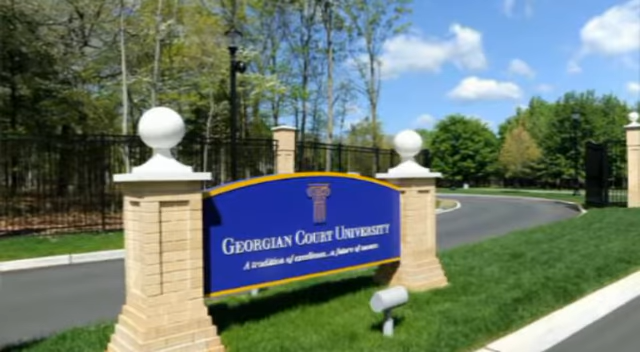 GEORGIAN COURT UNIVERSITY
A tradition of excellence...a future of success